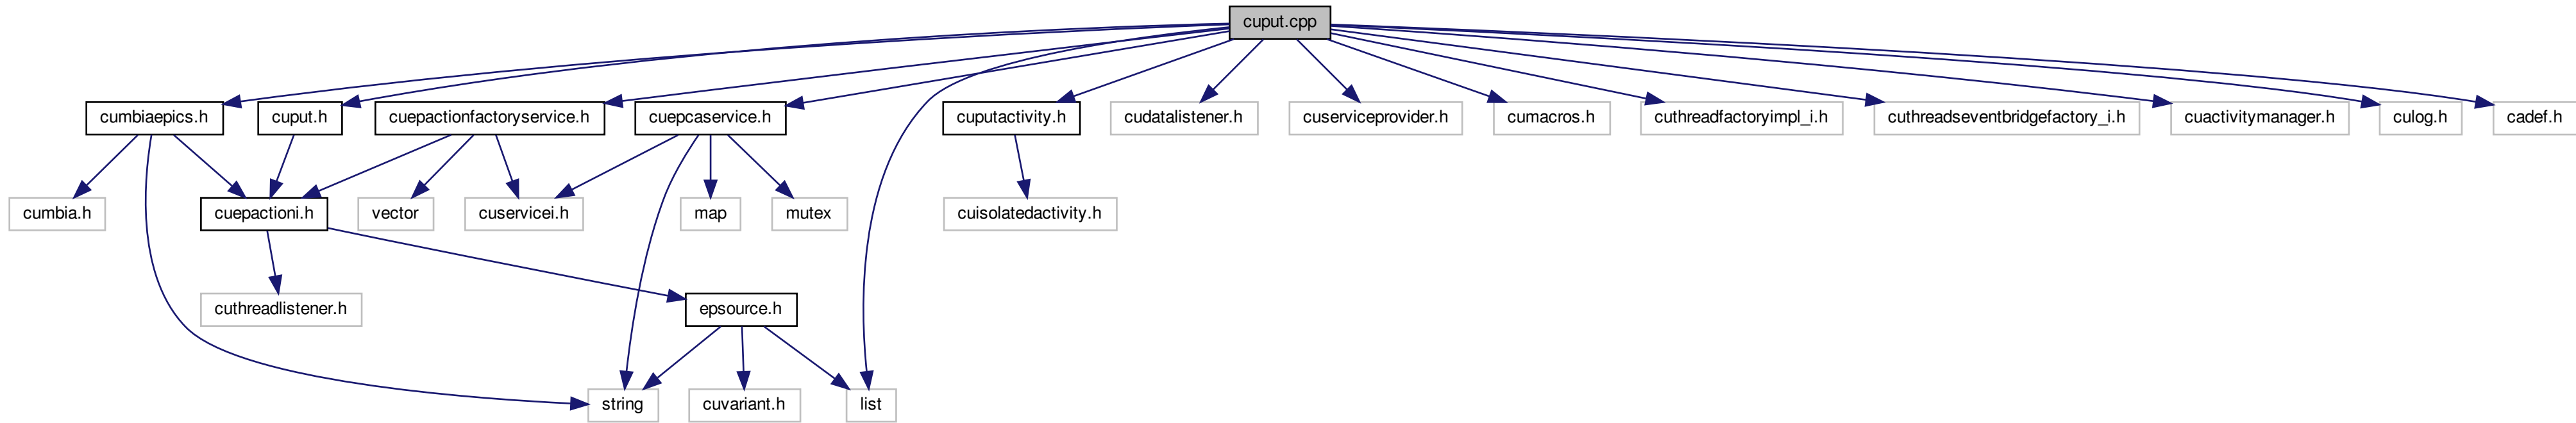 cuput.cpp
cumbiaepics.h
cuput.h
cuepactionfactoryservice.h
cuepcaservice.h
cuputactivity.h
cudatalistener.h
cuserviceprovider.h
cumacros.h
cuthreadfactoryimpl_i.h
cuthreadseventbridgefactory_i.h
cuactivitymanager.h
culog.h
cadef.h
cumbia.h
cuepactioni.h
vector
cuservicei.h
map
mutex
cuisolatedactivity.h
cuthreadlistener.h
epsource.h
string
cuvariant.h
list